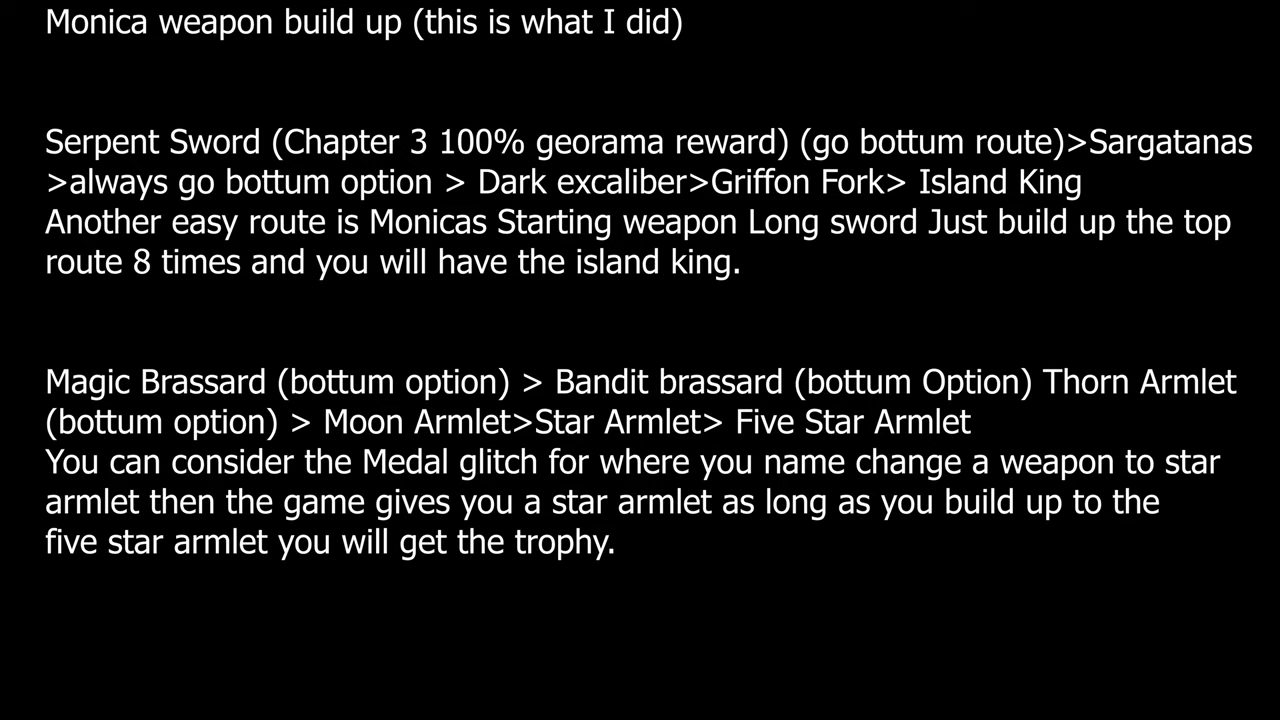 Monica weapon build up (this is what I did)
Serpent Sword (Chapter 3 100% georama reward) (go bottum route)>Sargatanas
>always go bottum option > Dark excaliber>Griffon Fork> Island King
Another easy route is Monicas Starting weapon Long sword Just build up the top
route 8 times and you will have the island king.
Magic Brassard (bottum option) > Bandit brassard (bottum Option) Thorn Armlet
(bottum option) > Moon Armlet>Star Armlet> Five Star Armlet
You can consider the Medal glitch for where you name change a weapon to star
armlet then the game gives you a star armlet as long as you build up to the
five star armlet you will get the trophy.